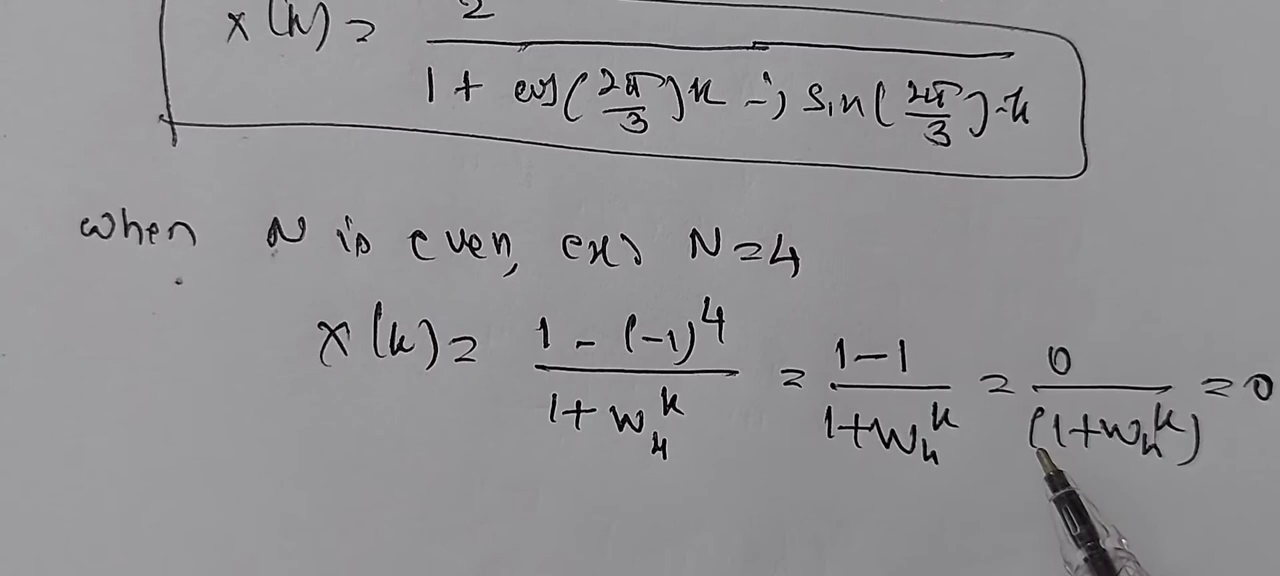 x(k) = 2 / 1 + cos(2π/3)k - j sin(2π/3)·k
when N is even, ex) N=4
X(k) = 1 - (-1)^4 / 1 + W_4^k = 1-1 / 1+W_4^k = 0 / (1+W_4^k) = 0